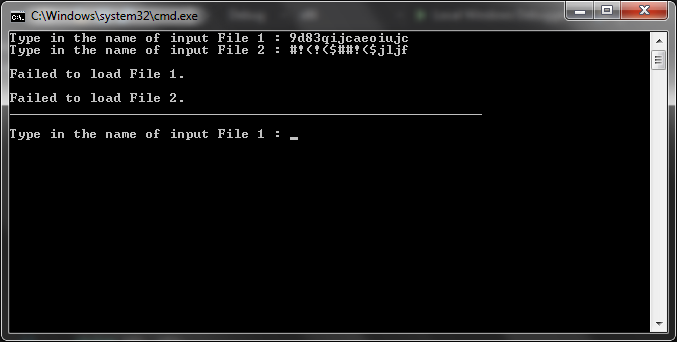 C:\Windows\system32\cmd.exe
Type in the name of input File 1 : 9d83qijcaeoiujc
Type in the name of input File 2 : #!(!($##!($jljf
Failed to load File 1.
Failed to load File 2.
Type in the name of input File 1 : _